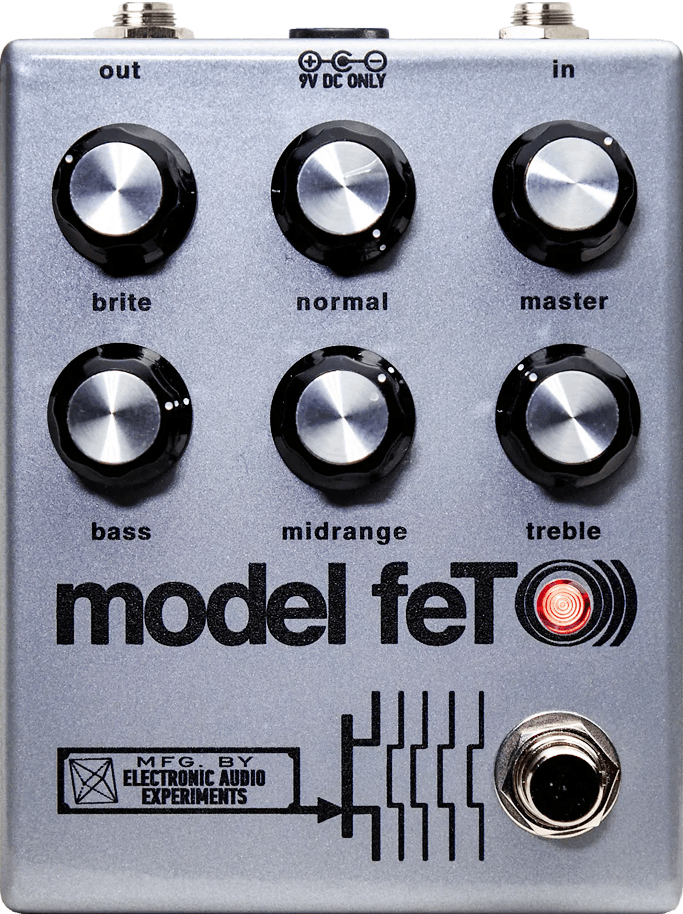 out
in
9V DC ONLY
brite
normal
master
bass
midrange
treble
model feT
MFG. BY
ELECTRONIC AUDIO
EXPERIMENTS